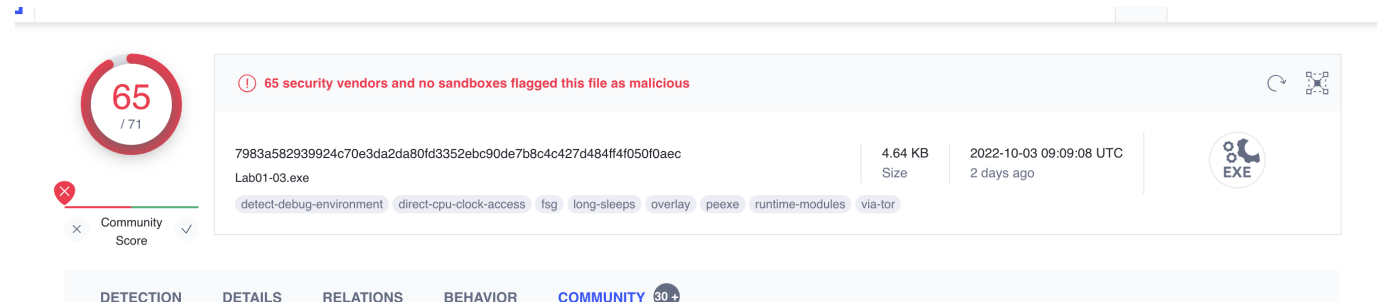 65
/ 71
Community
Score
65 security vendors and no sandboxes flagged this file as malicious
7983a582939924c70e3da2da80fd3352ebc90de7b8c4c427d484ff4f050f0aec
Lab01-03.exe
detect-debug-environment direct-cpu-clock-access fsg long-sleeps overlay peexe runtime-modules via-tor
4.64 KB
Size
2022-10-03 09:09:08 UTC
2 days ago
EXE
DETECTION DETAILS RELATIONS BEHAVIOR COMMUNITY 30 +